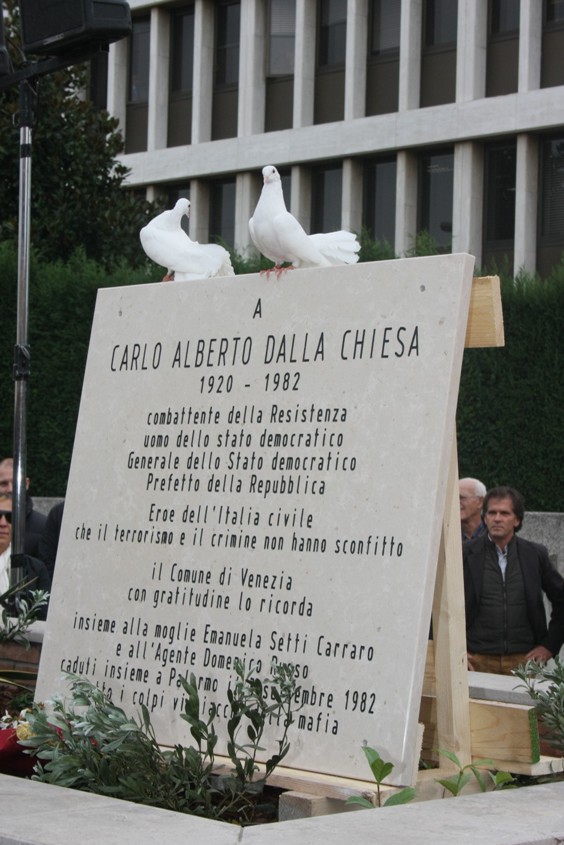 A
CARLO ALBERTO DALLA CHIESA
1920 - 1982
combattente della Resistenza
uomo dello stato democratico
Generale dello Stato democratico
Prefetto della Repubblica
Eroe dell'Italia civile
che il terrorismo e il crimine non hanno sconfitto
il Comune di Venezia
con gratitudine lo ricorda
insieme alla moglie Emanuela Setti Carraro
e all'Agente Domenico
caduti insieme a Palermo 1982
i colpi mafia